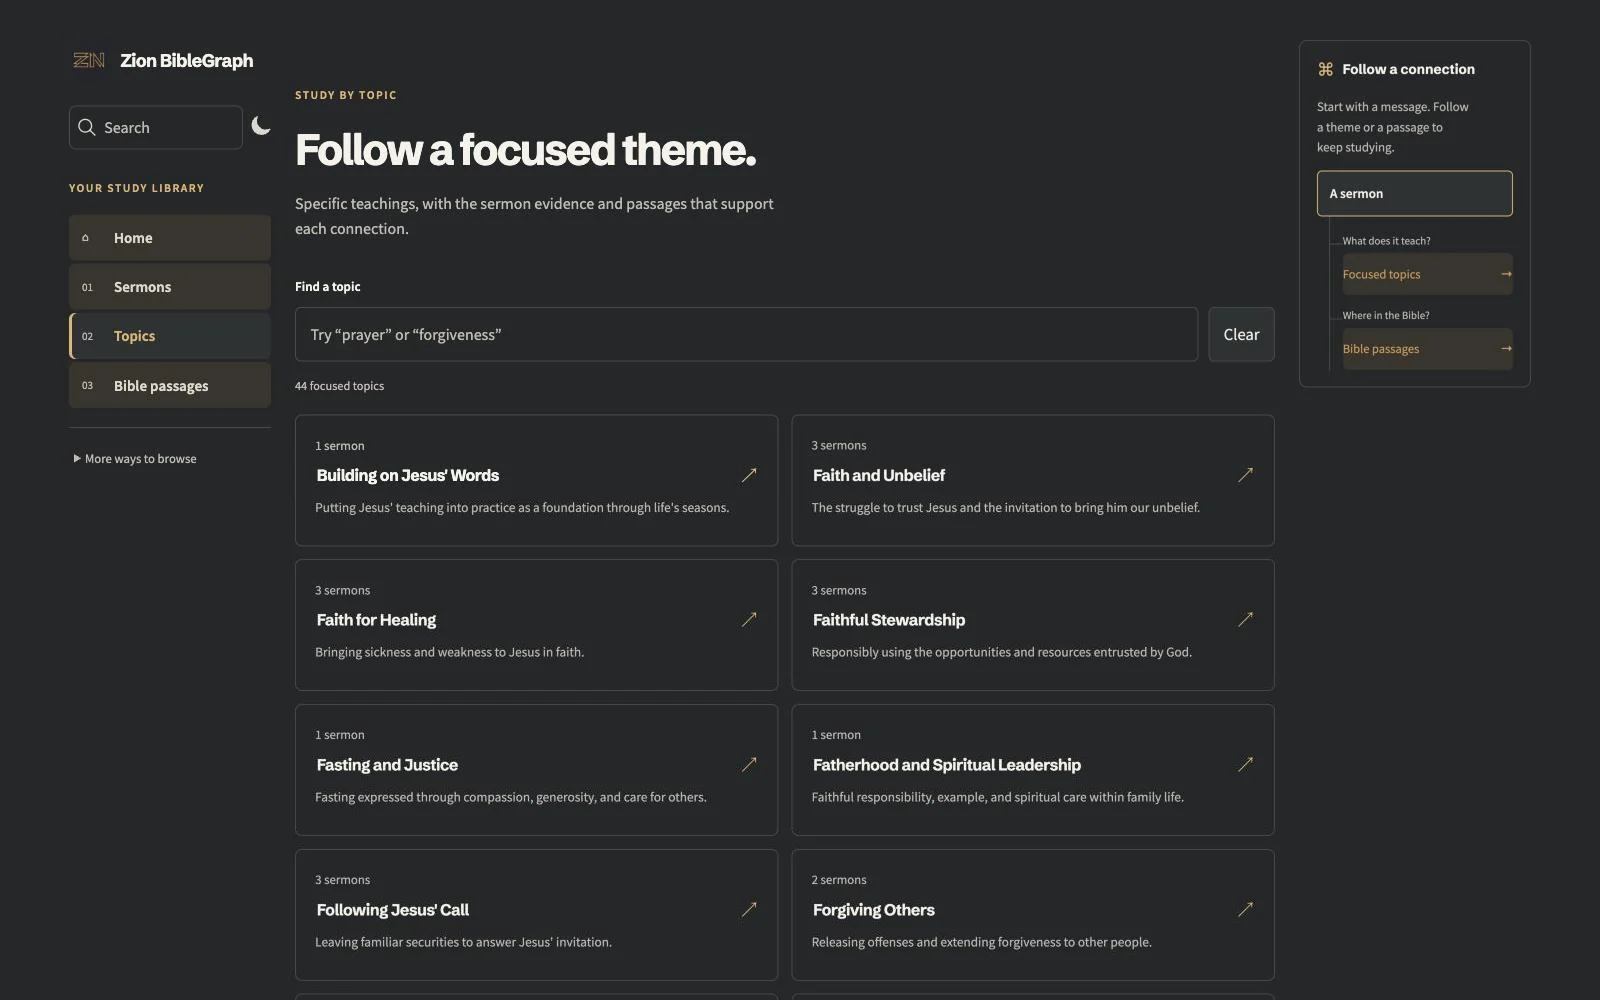 ZN Zion BibleGraph
Search
YOUR STUDY LIBRARY
⌂ Home
01 Sermons
02 Topics
03 Bible passages
▶ More ways to browse
STUDY BY TOPIC
Follow a focused theme.
Specific teachings, with the sermon evidence and passages that support
each connection.
Find a topic
Try “prayer” or “forgiveness”
Clear
44 focused topics
1 sermon
Building on Jesus' Words
Putting Jesus' teaching into practice as a foundation through life's seasons.
3 sermons
Faith and Unbelief
The struggle to trust Jesus and the invitation to bring him our unbelief.
3 sermons
Faith for Healing
Bringing sickness and weakness to Jesus in faith.
3 sermons
Faithful Stewardship
Responsibly using the opportunities and resources entrusted by God.
1 sermon
Fasting and Justice
Fasting expressed through compassion, generosity, and care for others.
1 sermon
Fatherhood and Spiritual Leadership
Faithful responsibility, example, and spiritual care within family life.
3 sermons
Following Jesus' Call
Leaving familiar securities to answer Jesus' invitation.
2 sermons
Forgiving Others
Releasing offenses and extending forgiveness to other people.
⌘ Follow a connection
Start with a message. Follow
a theme or a passage to
keep studying.
A sermon
What does it teach?
Focused topics →
Where in the Bible?
Bible passages →